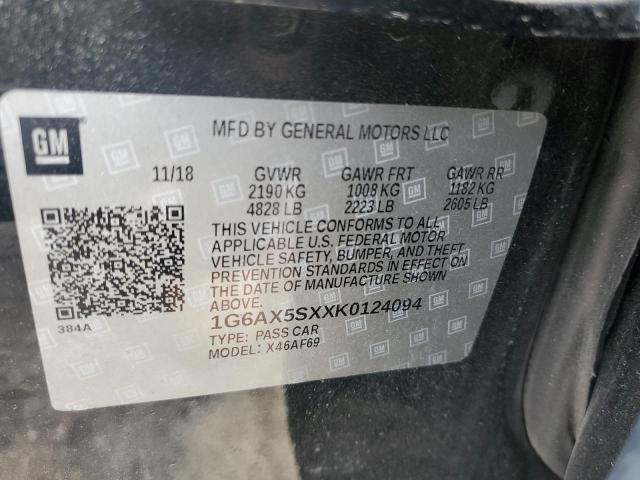 GM
MFD BY GENERAL MOTORS LLC
11/18 GVWR GAWR FRT GAWR RR
2190 KG 1008 KG 1182 KG
4828 LB 2223 LB 2605 LB
THIS VEHICLE CONFORMS TO ALL
APPLICABLE U.S. FEDERAL MOTOR
VEHICLE SAFETY, BUMPER, AND THEFT
PREVENTION STANDARDS IN EFFECT ON
THE DATE OF MANUFACTURE SHOWN
ABOVE.
1G6AX5SXXK0124094
TYPE: PASS CAR
MODEL: X46AF69
384A